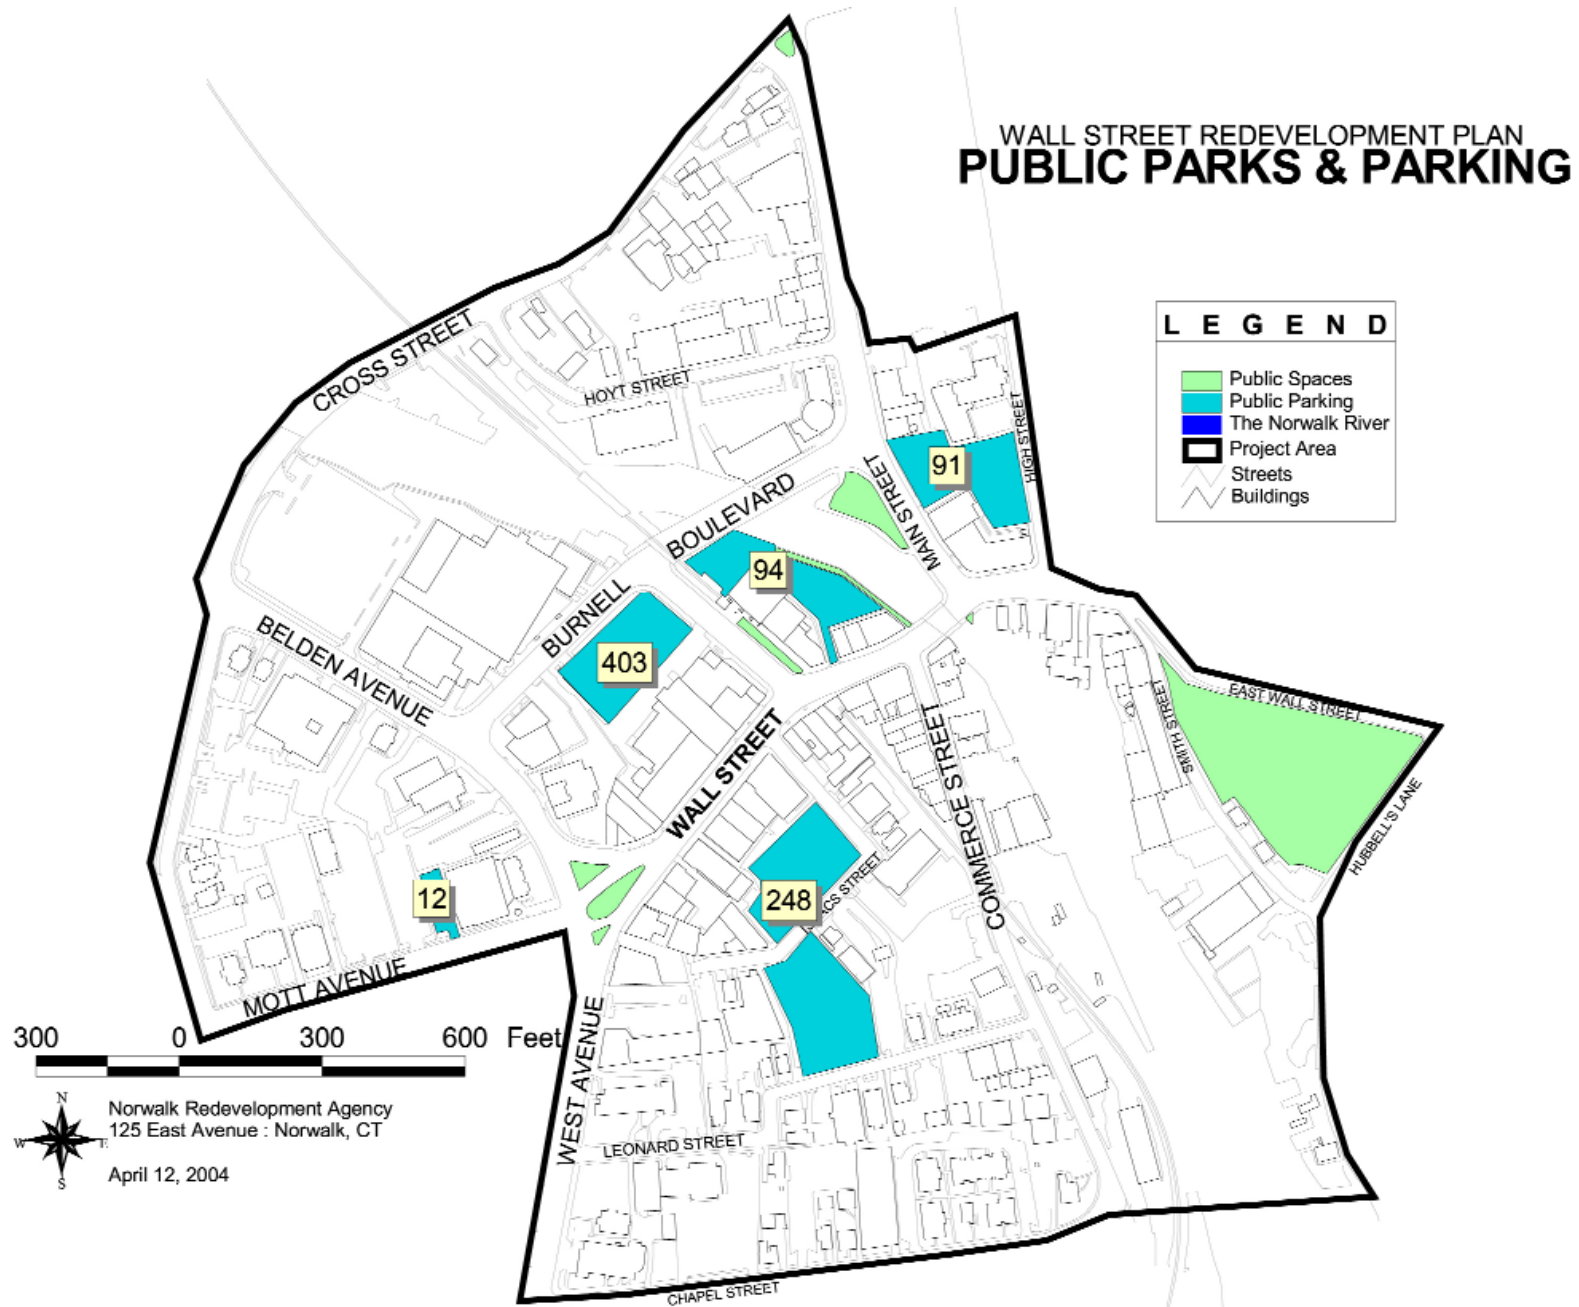 WALL STREET REDEVELOPMENT PLAN
PUBLIC PARKS & PARKING
LEGEND
Public Spaces
Public Parking
The Norwalk River
Project Area
Streets
Buildings
CROSS STREET
HOYT STREET
HIGH STREET
MAIN STREET
91
BURNELL BOULEVARD
94
403
BELDEN AVENUE
EAST WALL STREET
SMITH STREET
HUBBELL'S LANE
WALL STREET
COMMERCE STREET
12
248
STREET
MOTT AVENUE
WEST AVENUE
LEONARD STREET
CHAPEL STREET
300 0 300 600 Feet
N
W E
S
Norwalk Redevelopment Agency
125 East Avenue : Norwalk, CT
April 12, 2004